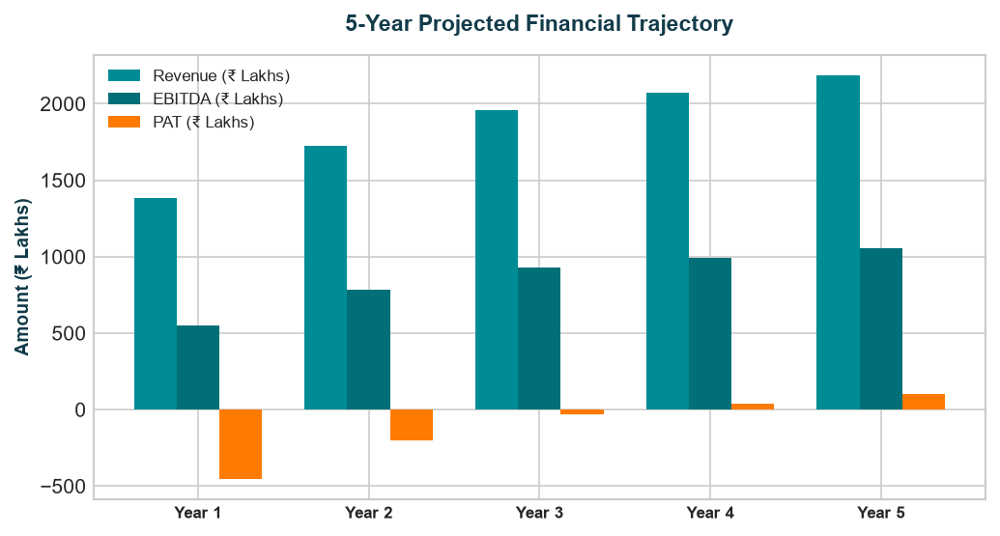 5-Year Projected Financial Trajectory
Revenue (₹ Lakhs)
EBITDA (₹ Lakhs)
PAT (₹ Lakhs)
Amount (₹ Lakhs)
2000
1500
1000
500
0
−500
Year 1
Year 2
Year 3
Year 4
Year 5